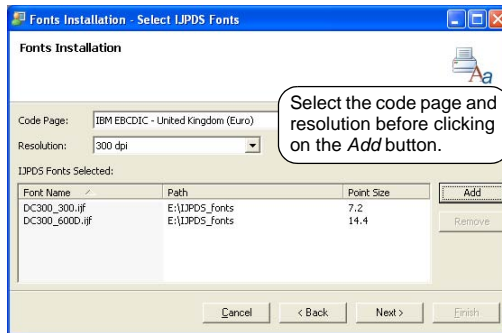 Fonts Installation - Select IJPDS Fonts
Fonts Installation
Aa
Select the code page and
resolution before clicking
on the Add button.
Code Page: IBM EBCDIC - United Kingdom (Euro)
Resolution: 300 dpi
IJPDS Fonts Selected:
Font Name Path Point Size
DC300_300.ijf E:\IJPDS_fonts 7.2
DC300_600D.ijf E:\IJPDS_fonts 14.4
Add
Remove
Cancel < Back Next > Finish